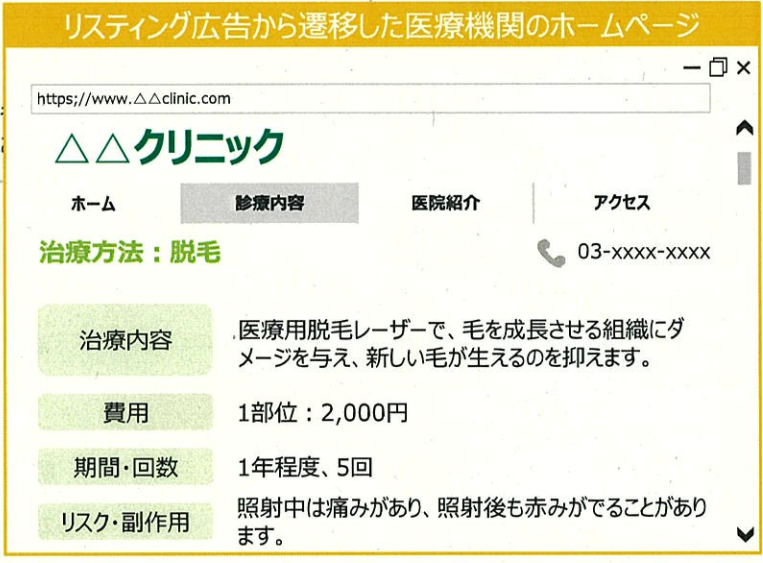 リスティング広告から遷移した医療機関のホームページ
https;//www.△△clinic.com
△△クリニック
ホーム 診療内容 医院紹介 アクセス
治療方法：脱毛 03-xxxx-xxxx
治療内容 医療用脱毛レーザーで、毛を成長させる組織にダ
メージを与え、新しい毛が生えるのを抑えます。
費用 1部位：2,000円
期間･回数 1年程度、5回
リスク･副作用 照射中は痛みがあり、照射後も赤みがでることがあり
ます。